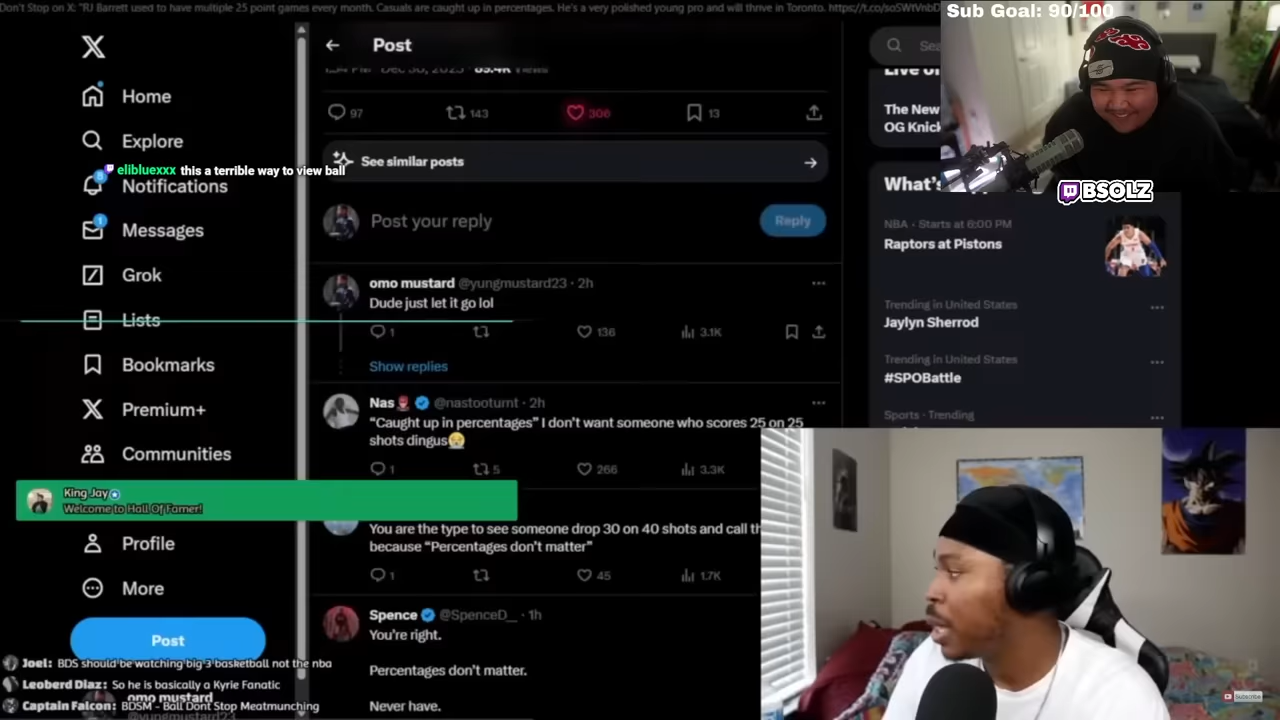 Don't Stop on X: "RJ Barrett used to have multiple 25 point games every month. Casuals are caught up in percentages. He's a very polished young pro and will thrive in Toronto.
Sub Goal: 90/100
Post
Home
97
143
306
13
The New
OG Knick
Explore
See similar posts
elibluexxx this a terrible way to view ball
Notifications
What's
BSOLZ
Post your reply
Reply
Messages
NBA · Starts at 6:00 PM
Raptors at Pistons
Grok
omo mustard @yungmustard23 · 2h
Dude just let it go lol
Trending in United States
Jaylyn Sherrod
Lists
1
136
3.1K
Bookmarks
Show replies
Trending in United States
#SPOBattle
Premium+
Nas @nastooturnt · 2h
Sports · Trending
"Caught up in percentages" I don't want someone who scores 25 on 25
shots dingus
Communities
1
5
266
3.3K
King Jay
Welcome to Hall Of Famer!
You are the type to see someone drop 30 on 40 shots and call th
because "Percentages don't matter"
Profile
1
45
1.7K
More
Spence @SpenceD_ · 1h
You're right.
Post
Percentages don't matter.
Never have.
Joel: BDS should be watching big 3 basketball not the nba
Leoberd Diaz: So he is basically a Kyrie Fanatic
omo mustard
Captain Falcon: BDSM - Ball Dont Stop Meatmunching
@yungmustard23
Subscribe